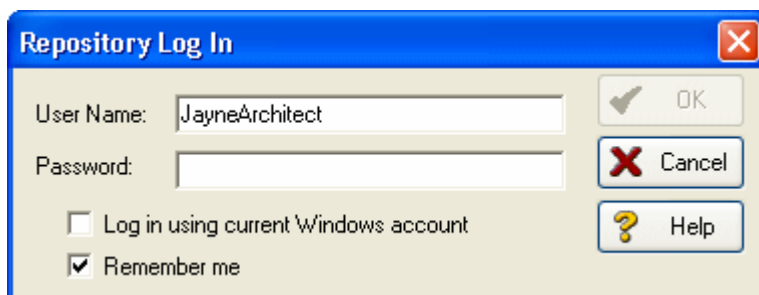 Repository Log In
User Name: JayneArchitect
OK
Password:
Cancel
Log in using current Windows account
Help
Remember me